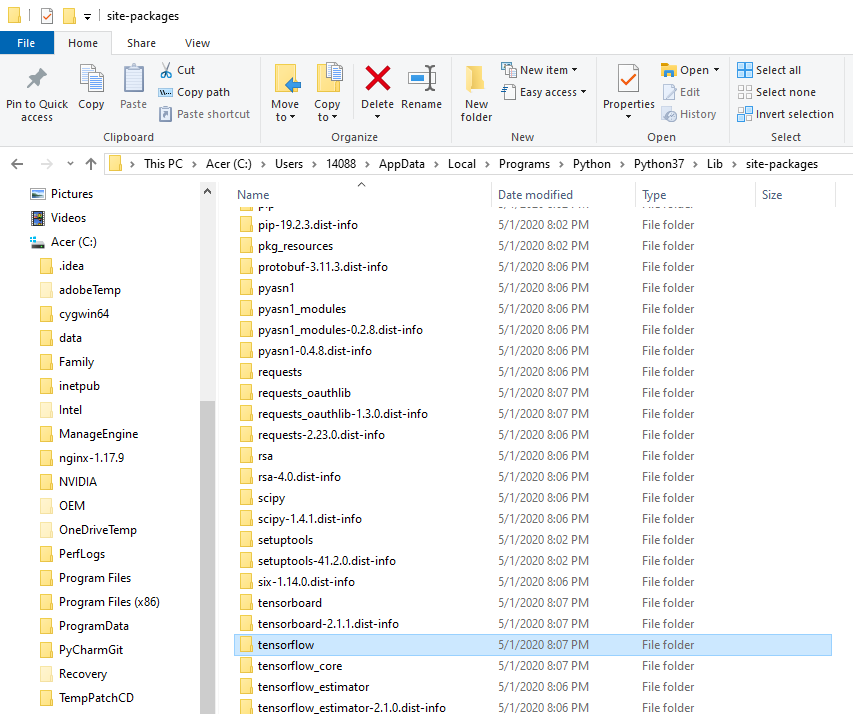 site-packages
File Home Share View
Pin to Quick access
Copy
Paste
Cut
Copy path
Paste shortcut
Clipboard
Move to
Copy to
Delete
Rename
Organize
New folder
New item
Easy access
New
Properties
Open
Edit
History
Open
Select all
Select none
Invert selection
Select
This PC > Acer (C:) > Users > 14088 > AppData > Local > Programs > Python > Python37 > Lib > site-packages
Pictures
Videos
Acer (C:)
.idea
adobeTemp
cygwin64
data
Family
inetpub
Intel
ManageEngine
nginx-1.17.9
NVIDIA
OEM
OneDriveTemp
PerfLogs
Program Files
Program Files (x86)
ProgramData
PyCharmGit
Recovery
TempPatchCD
Name Date modified Type Size
pip 5/1/2020 8:02 PM File folder
pip-19.2.3.dist-info 5/1/2020 8:02 PM File folder
pkg_resources 5/1/2020 8:02 PM File folder
protobuf-3.11.3.dist-info 5/1/2020 8:06 PM File folder
pyasn1 5/1/2020 8:06 PM File folder
pyasn1_modules 5/1/2020 8:06 PM File folder
pyasn1_modules-0.2.8.dist-info 5/1/2020 8:06 PM File folder
pyasn1-0.4.8.dist-info 5/1/2020 8:06 PM File folder
requests 5/1/2020 8:06 PM File folder
requests_oauthlib 5/1/2020 8:07 PM File folder
requests_oauthlib-1.3.0.dist-info 5/1/2020 8:07 PM File folder
requests-2.23.0.dist-info 5/1/2020 8:06 PM File folder
rsa 5/1/2020 8:06 PM File folder
rsa-4.0.dist-info 5/1/2020 8:06 PM File folder
scipy 5/1/2020 8:06 PM File folder
scipy-1.4.1.dist-info 5/1/2020 8:06 PM File folder
setuptools 5/1/2020 8:02 PM File folder
setuptools-41.2.0.dist-info 5/1/2020 8:02 PM File folder
six-1.14.0.dist-info 5/1/2020 8:06 PM File folder
tensorboard 5/1/2020 8:07 PM File folder
tensorboard-2.1.1.dist-info 5/1/2020 8:07 PM File folder
tensorflow 5/1/2020 8:07 PM File folder
tensorflow_core 5/1/2020 8:07 PM File folder
tensorflow_estimator 5/1/2020 8:06 PM File folder
tensorflow_estimator-2.1.0.dist-info 5/1/2020 8:06 PM File folder